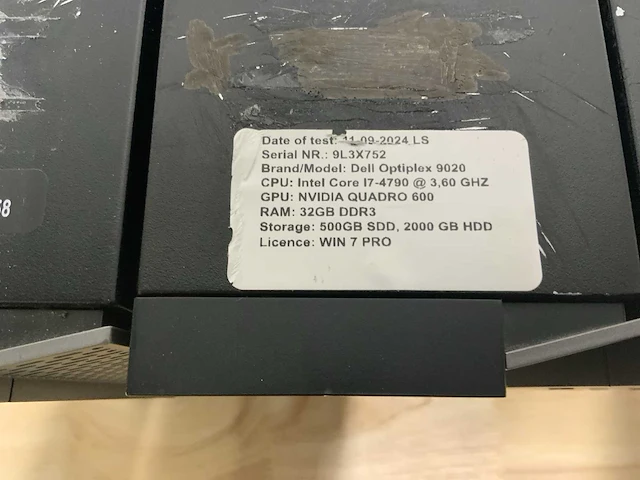 Date of test: 11-09-2024 LS
Serial NR.: 9L3X752
Brand/Model: Dell Optiplex 9020
CPU: Intel Core I7-4790 @ 3,60 GHZ
GPU: NVIDIA QUADRO 600
RAM: 32GB DDR3
Storage: 500GB SDD, 2000 GB HDD
Licence: WIN 7 PRO